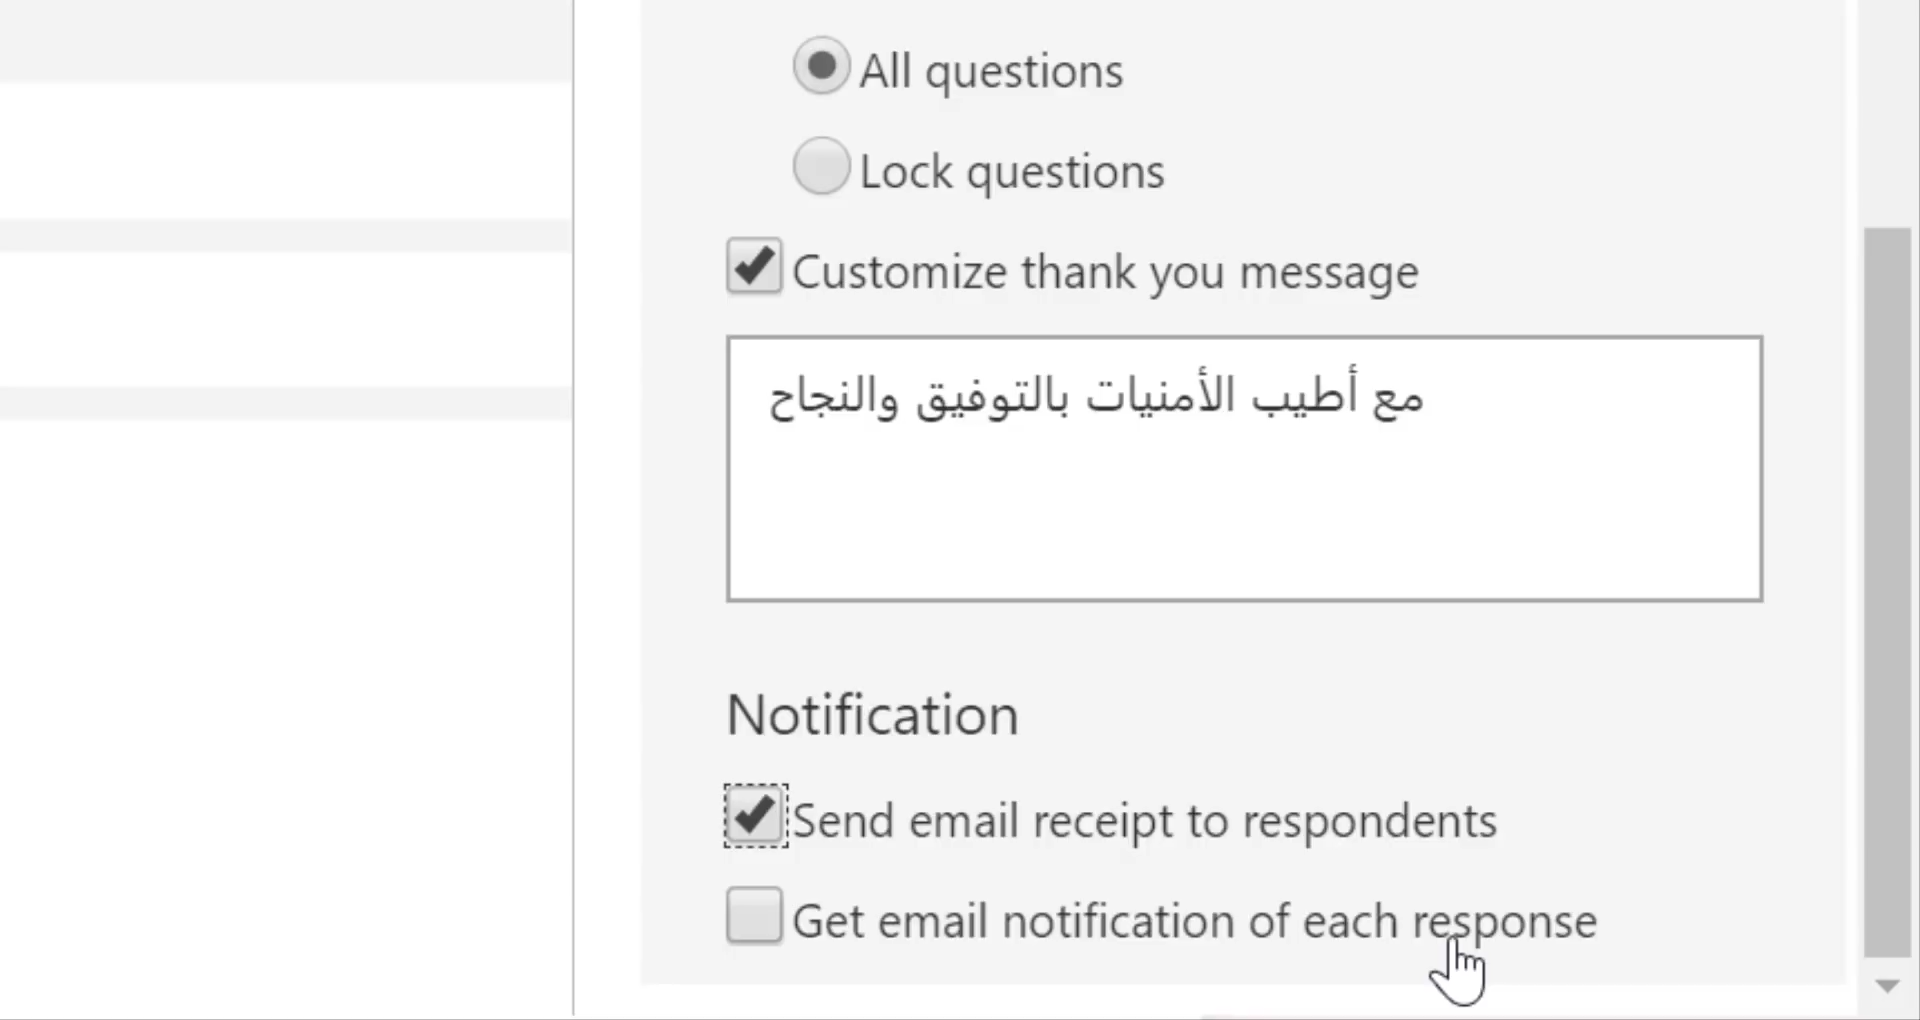 All questions
Lock questions
Customize thank you message
مع أطيب الأمنيات بالتوفيق والنجاح
Notification
Send email receipt to respondents
Get email notification of each response